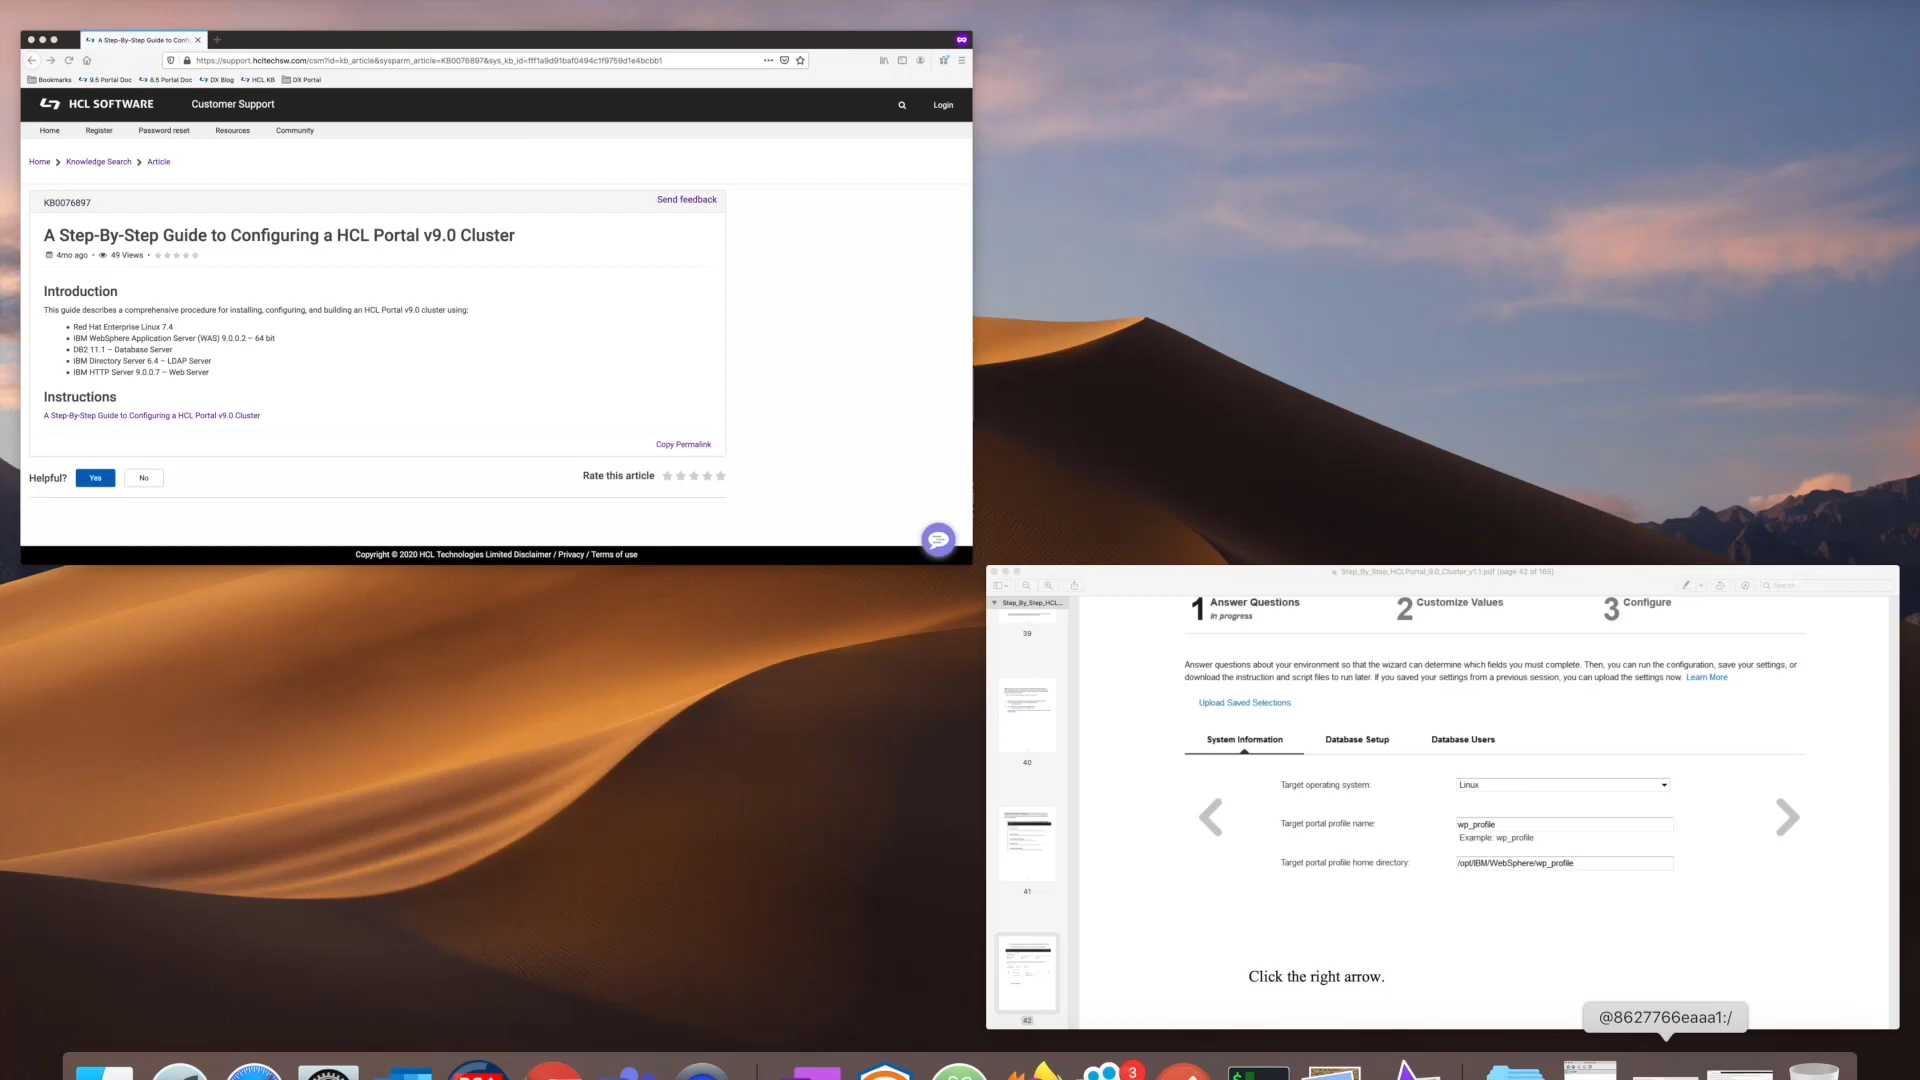 A Step-By-Step Guide to Conf
https://support.hcltechsw.com/csm?id=kb_article&sysparm_article=KB0076897&sys_kb_id=fff1a9d91baf0494c1f9759d1e4bcbb1
Bookmarks 9.5 Portal Doc 8.5 Portal Doc DX Blog HCL KB DX Portal
HCL SOFTWARE Customer Support Login
Home Register Password reset Resources Community
Home Knowledge Search Article
KB0076897 Send feedback
A Step-By-Step Guide to Configuring a HCL Portal v9.0 Cluster
4mo ago • 49 Views •
Introduction
This guide describes a comprehensive procedure for installing, configuring, and building an HCL Portal v9.0 cluster using:
• Red Hat Enterprise Linux 7.4
• IBM WebSphere Application Server (WAS) 9.0.0.2 – 64 bit
• DB2 11.1 – Database Server
• IBM Directory Server 6.4 – LDAP Server
• IBM HTTP Server 9.0.0.7 – Web Server
Instructions
A Step-By-Step Guide to Configuring a HCL Portal v9.0 Cluster
Copy Permalink
Helpful? Yes No Rate this article
Copyright © 2020 HCL Technologies Limited Disclaimer / Privacy / Terms of use
Step_By_Step_HCLPortal_9.0_Cluster_v1.1.pdf (page 42 of 165)
Search
Step_By_Step_HCL...
39
40
41
42
1 Answer Questions 2 Customize Values 3 Configure
In progress
Answer questions about your environment so that the wizard can determine which fields you must complete. Then, you can run the configuration, save your settings, or
download the instruction and script files to run later. If you saved your settings from a previous session, you can upload the settings now. Learn More
Upload Saved Selections
System Information Database Setup Database Users
Target operating system: Linux
Target portal profile name: wp_profile
Example: wp_profile
Target portal profile home directory: /opt/IBM/WebSphere/wp_profile
Click the right arrow.
@8627766eaaa1:/
3